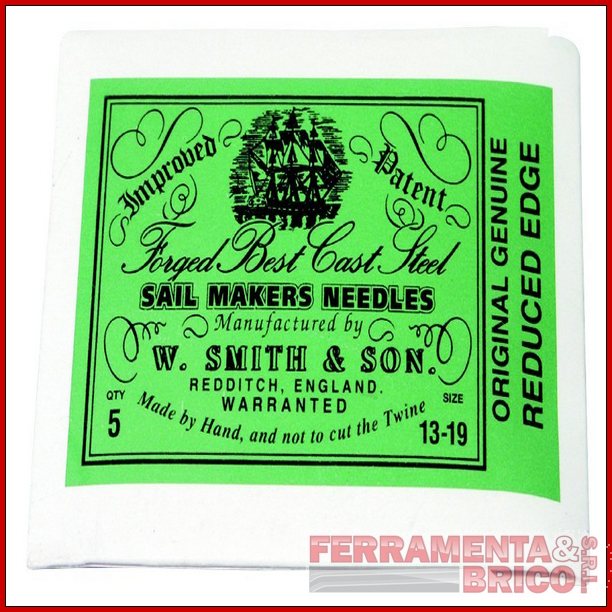 Improved Patent
Forged Best Cast Steel
SAIL MAKERS NEEDLES
Manufactured by
W. SMITH & SON.
REDDITCH, ENGLAND.
WARRANTED
Made by Hand, and not to cut the Twine
QTY
5
SIZE
13-19
ORIGINAL GENUINE
REDUCED EDGE
FERRAMENTA&
BRICO S.R.L.